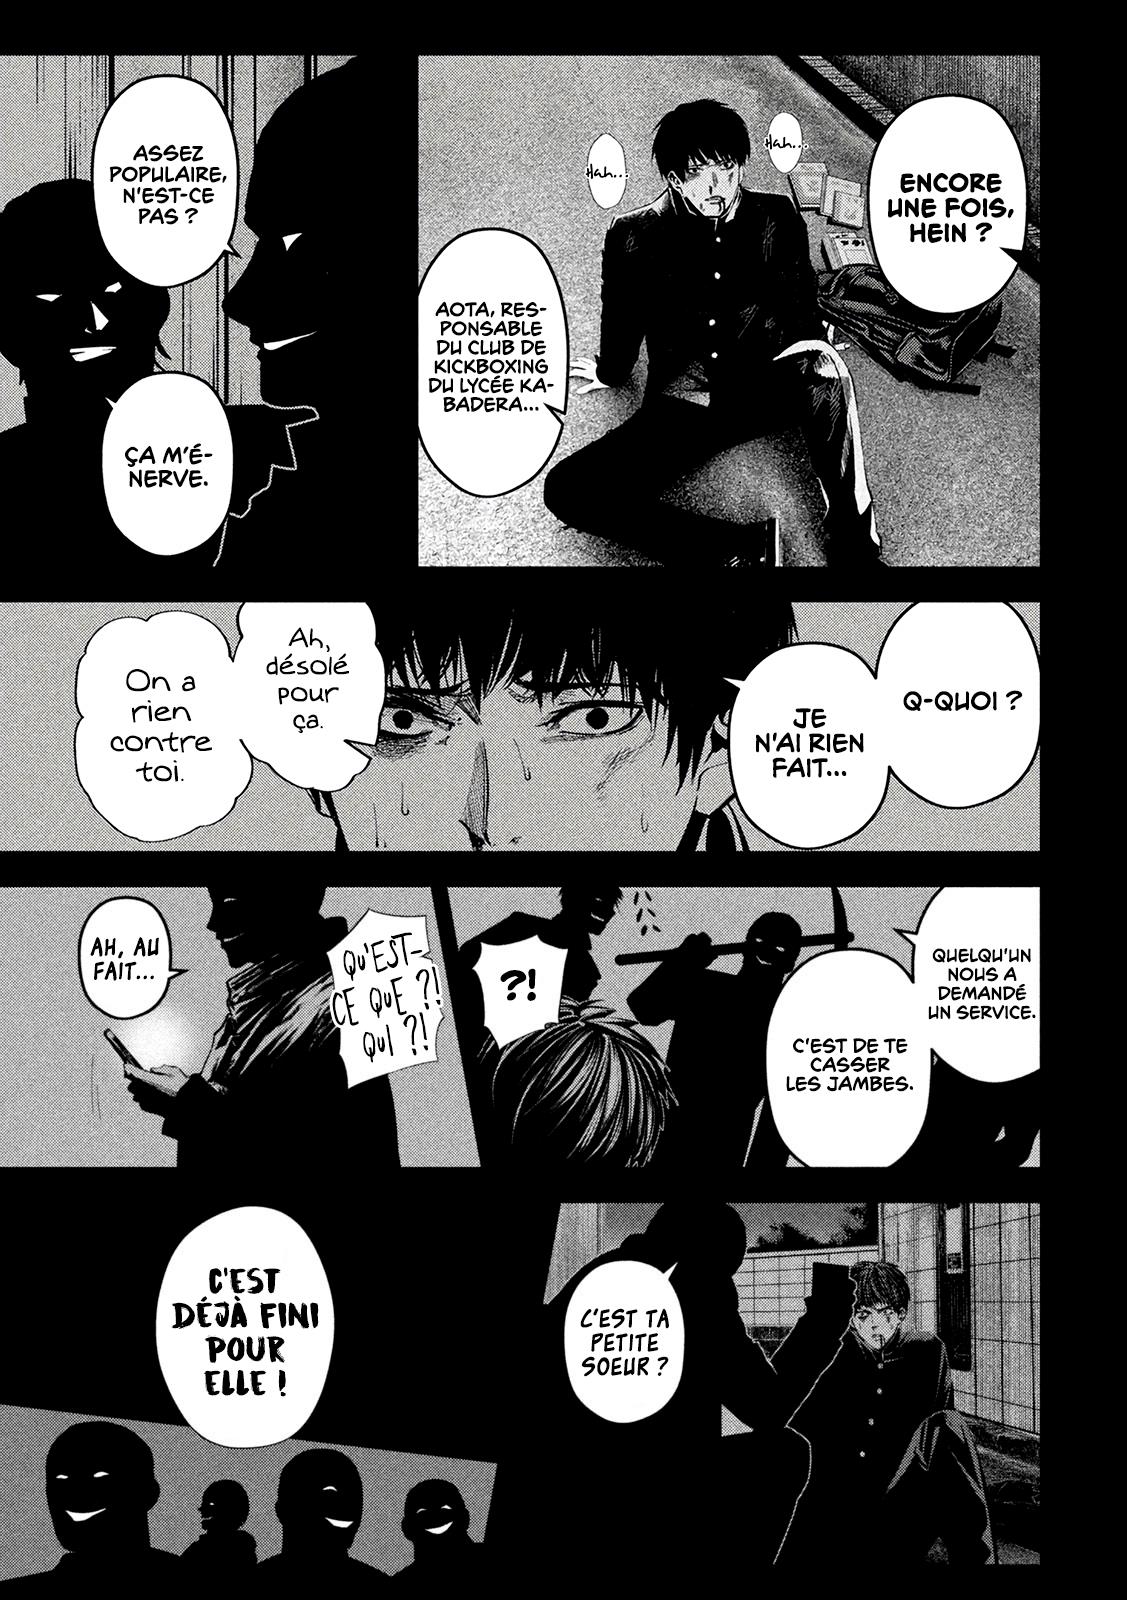 ENCORE
UNE FOIS,
HEIN ?
Hah...
Hah...
AOTA, RES-
PONSABLE
DU CLUB DE
KICKBOXING
DU LYCÉE KA-
BADERA...
ASSEZ
POPULAIRE,
N'EST-CE
PAS ?
ÇA M'É-
NERVE.
Q-QUOI ?
JE
N'AI RIEN
FAIT...
Ah,
désolé
pour
ça.
On a
rien
contre
toi.
QUELQU'UN
NOUS A
DEMANDÉ
UN SERVICE.
C'EST DE TE
CASSER
LES JAMBES.
?!
QU'EST-
CE QUE ?!
QUI ?!
AH, AU
FAIT...
C'EST TA
PETITE
SOEUR ?
C'EST
DÉJÀ FINI
POUR
ELLE !